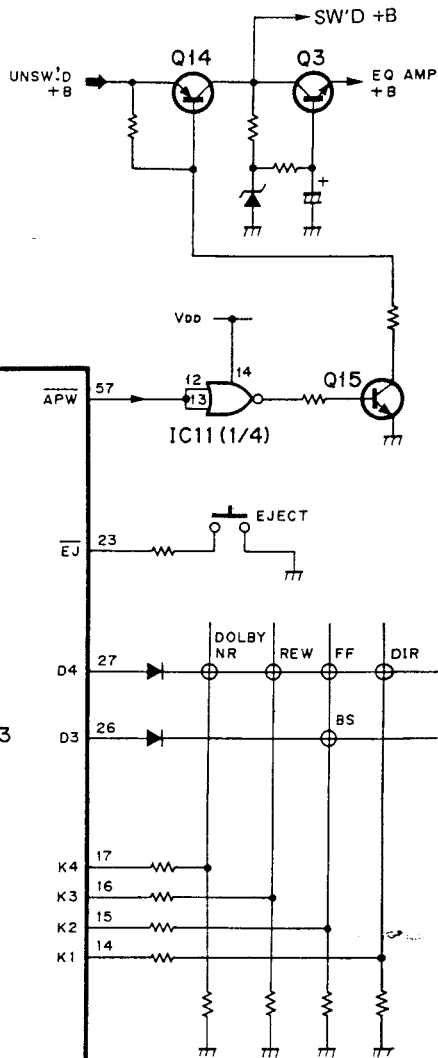 SW'D +B
Q14
Q3
UNSW'D
+B
EQ AMP
+B
+
VDD
14
12
13
57
APW
Q15
IC11 (1/4)
EJECT
23
EJ
DOLBY
NR
REW
FF
DIR
27
D4
BS
26
3
D3
17
K4
16
K3
15
K2
14
K1